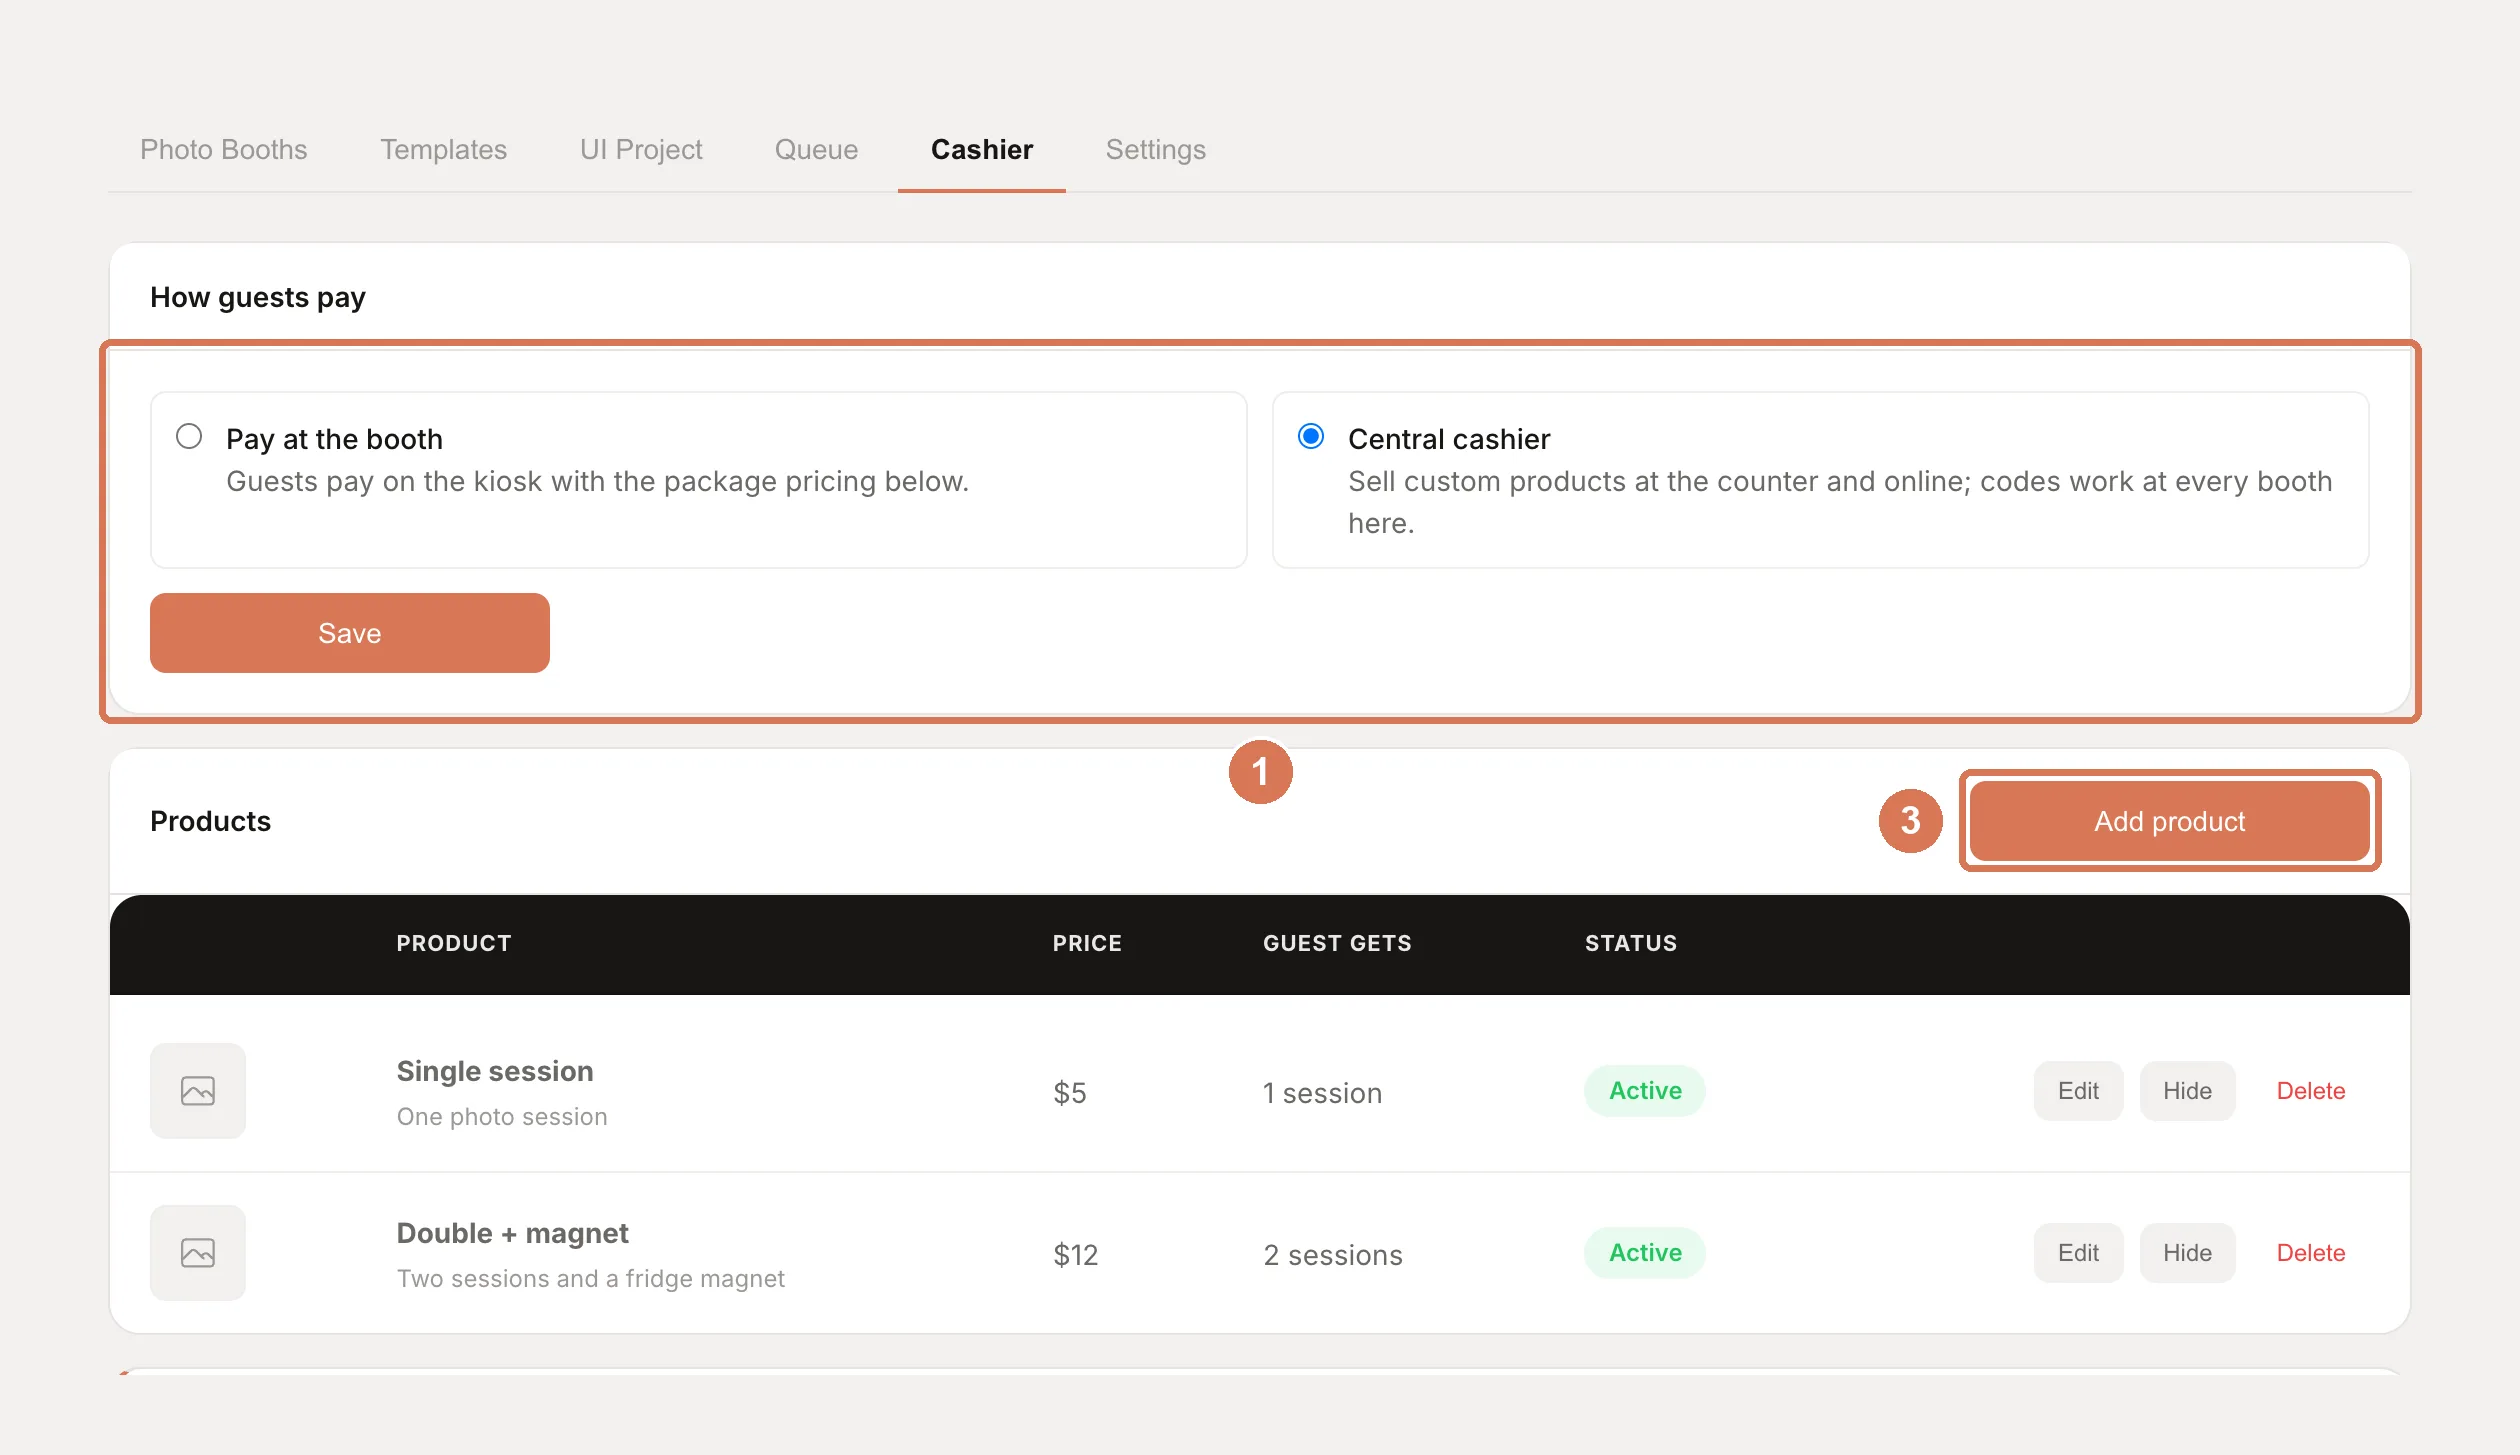 Photo Booths Templates UI Project Queue Cashier Settings
How guests pay
Pay at the booth
Guests pay on the kiosk with the package pricing below.
Central cashier
Sell custom products at the counter and online; codes work at every booth
here.
Save
1
Products
3
Add product
PRODUCT PRICE GUEST GETS STATUS
Single session
One photo session
$5
1 session
Active
Edit Hide Delete
Double + magnet
Two sessions and a fridge magnet
$12
2 sessions
Active
Edit Hide Delete